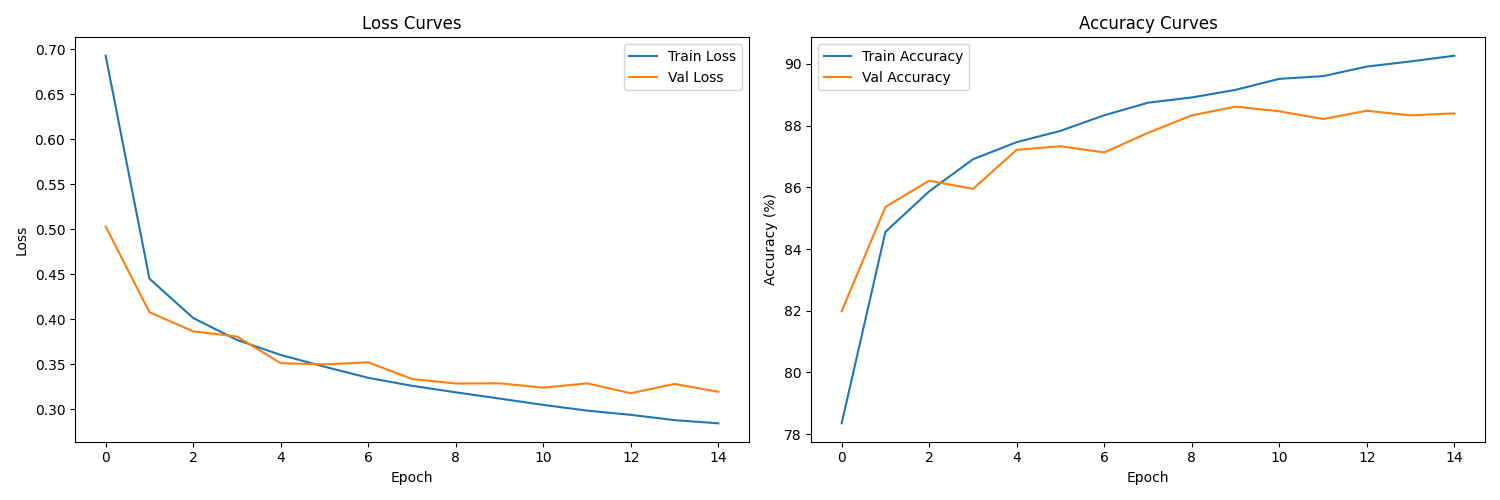 Loss Curves
0.70
0.65
0.60
0.55
0.50
0.45
0.40
0.35
0.30
Loss
0 2 4 6 8 10 12 14
Epoch
Train Loss
Val Loss
Accuracy Curves
90
88
86
84
82
80
78
Accuracy (%)
0 2 4 6 8 10 12 14
Epoch
Train Accuracy
Val Accuracy